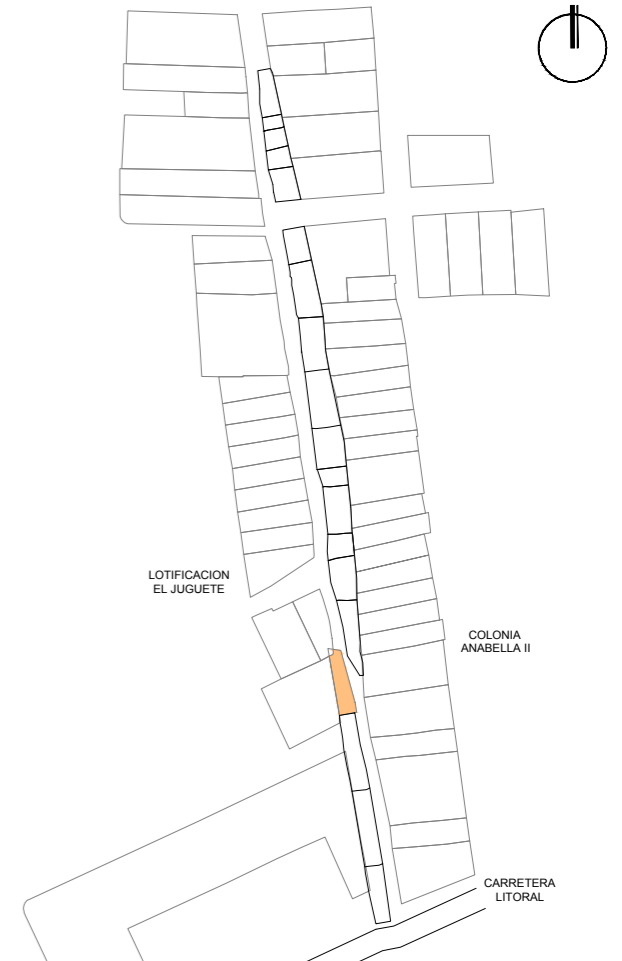 LOTIFICACION
EL JUGUETE
COLONIA
ANABELLA II
CARRETERA
LITORAL